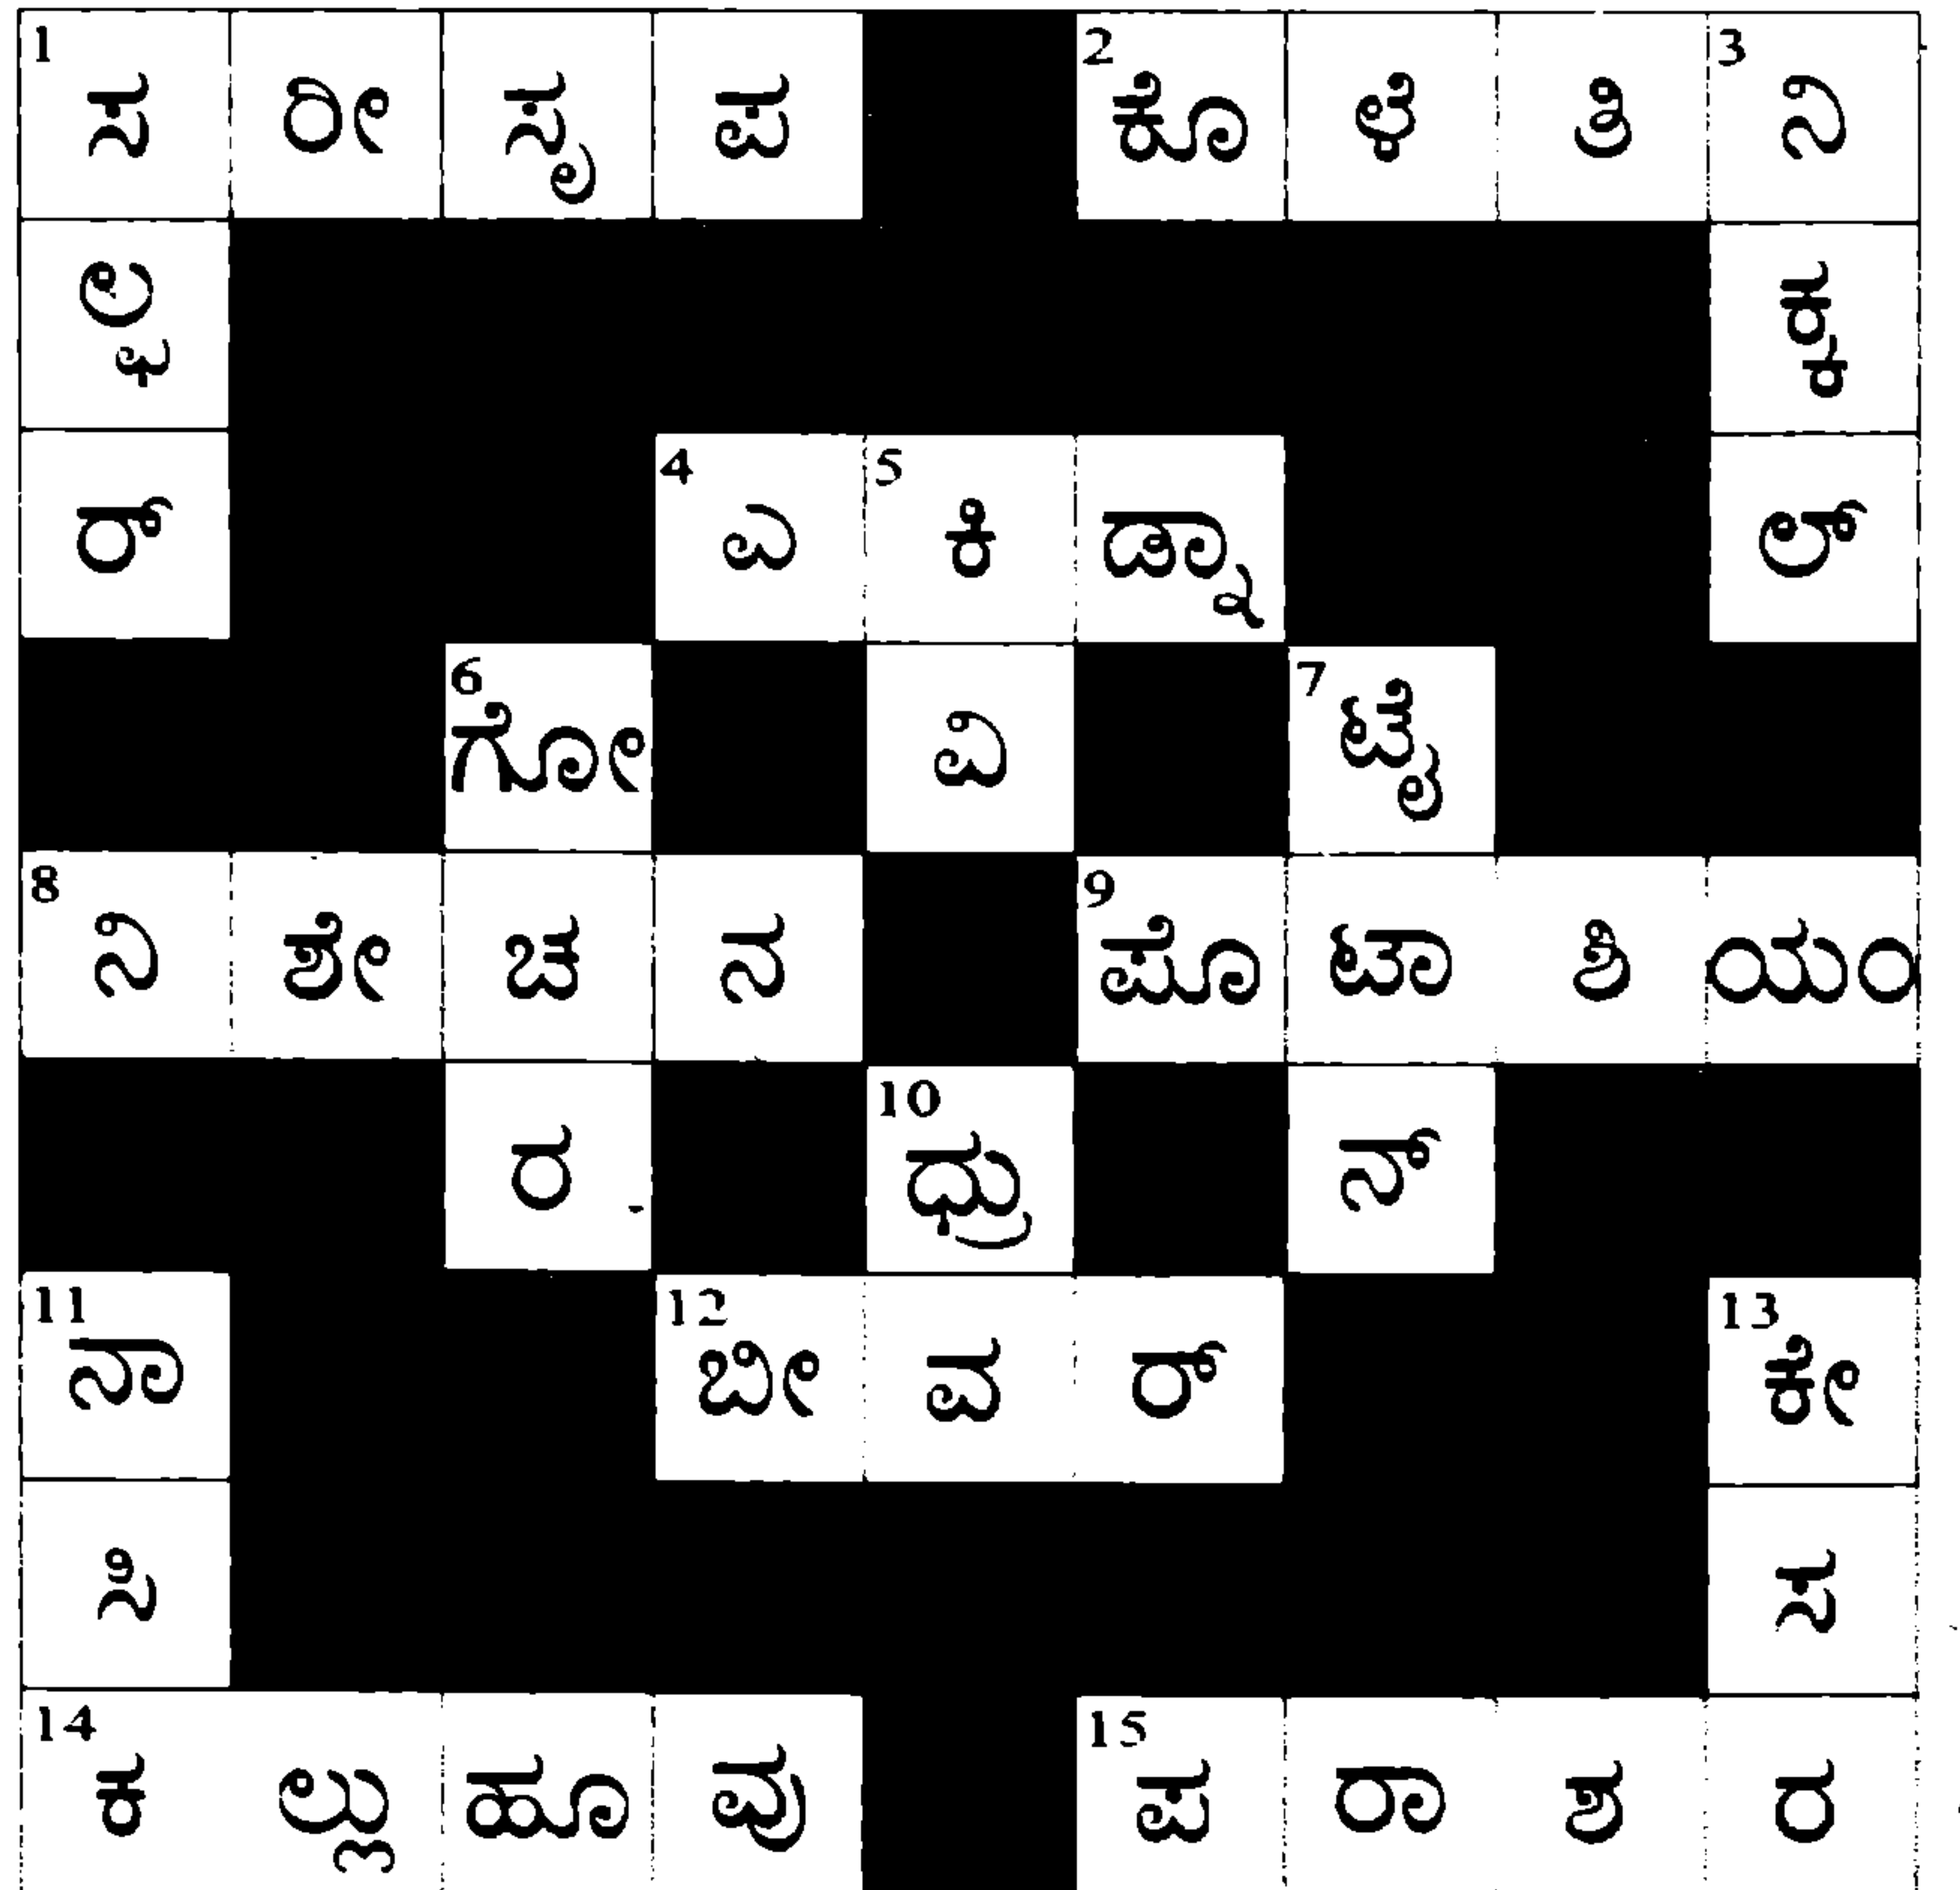 1 ಸ ರೀ ಸೃ ಪ 2 ಕೊ ಳೆ ತಿ 3 ನಿ
ಲ್ಫ ಕ್ಕ
ರ್ 4 ಎ 5 ಕಿ ಡ್ನಾ ಲ್
6 ಗೋ ವಿ 7 ಟೈ
8 ನಿ ಶೇ ಚ ನ 9 ಪೊ ಟಾ ಶಿ ಯಂ
ರ 10 ಧ್ರು ನ್
11 ನಾ 12 ಬೀ ವ ರ್ 13 ಕೇ
ಸಿ ಸ
14 ಕ ಲ್ಲು ಹೂ ವು 15 ಪ ರಾ ಶ ರ